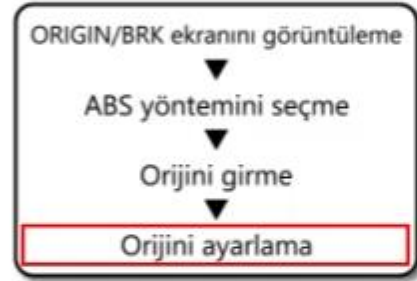 ORIGIN/BRK ekranını görüntüleme
ABS yöntemini seçme
Orijini girme
Orijini ayarlama